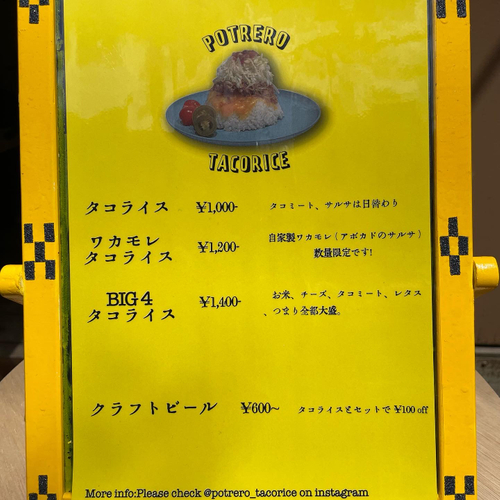 POTRERO
TACORICE
タコライス ¥1,000- タコミート、サルサは日替わり
ワカモレ
タコライス ¥1,200- 自家製ワカモレ(アボカドのサルサ)
数量限定です!
BIG4
タコライス ¥1,400- お米、チーズ、タコミート、レタス
、つまり全部大盛。
クラフトビール ¥600~ タコライスとセットで¥100 off
More info:Please check @potrero_tacorice on instagram